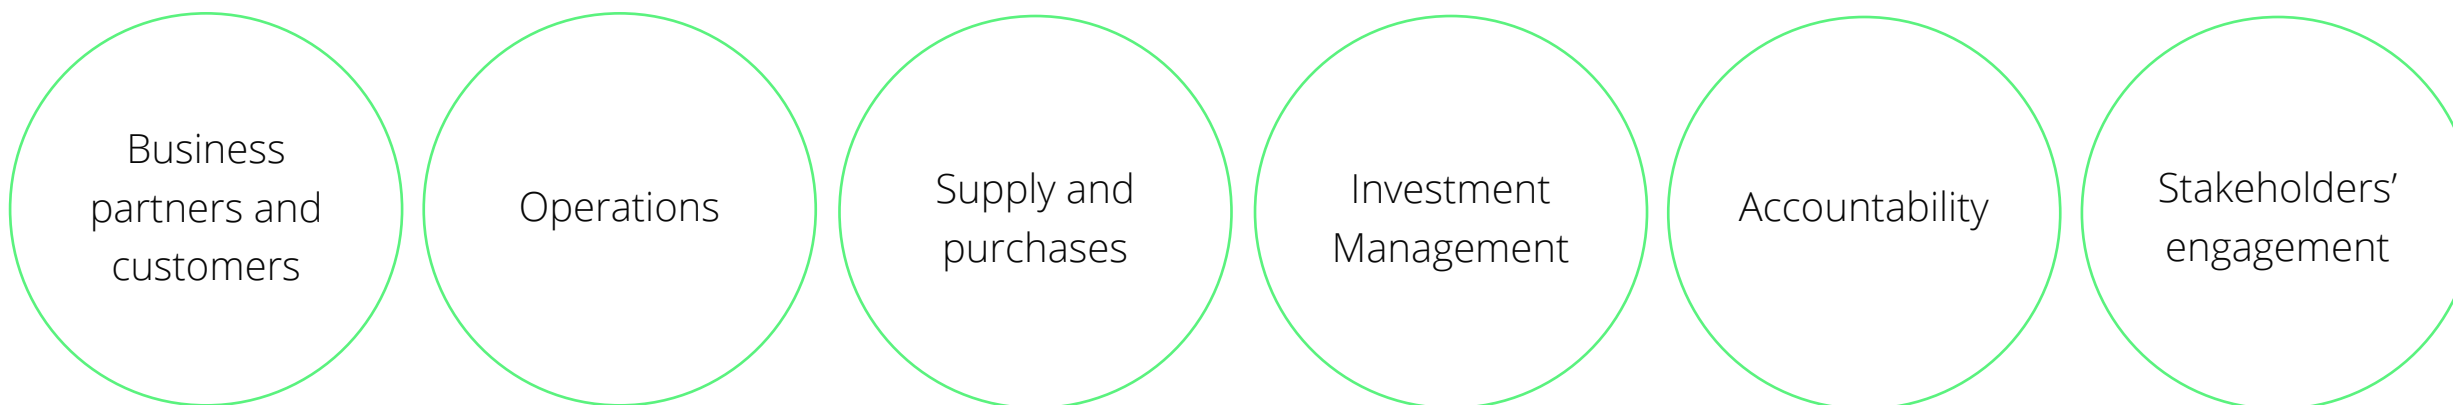 Business
partners and
customers
Operations
Supply and
purchases
Investment
Management
Accountability
Stakeholders’
engagement